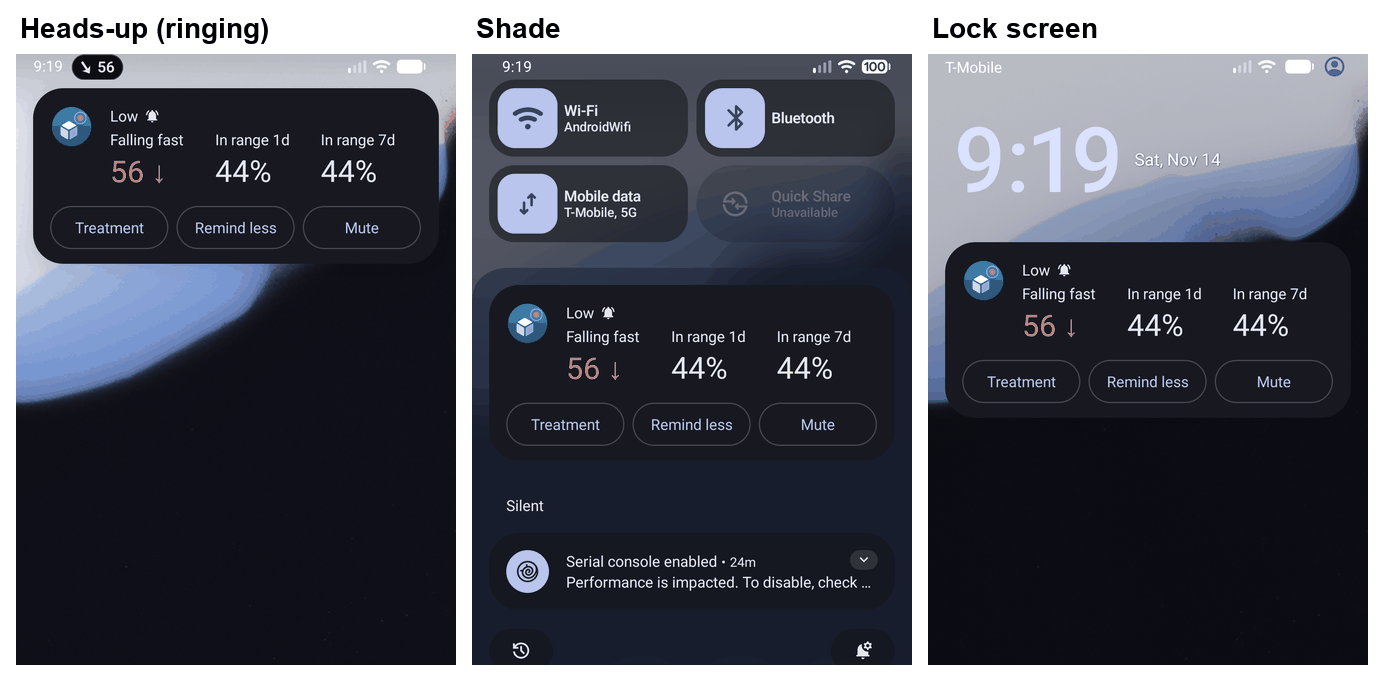 Heads-up (ringing)
9:19 56
Low
Falling fast In range 1d In range 7d
56 ↓ 44% 44%
Treatment Remind less Mute
Shade
9:19 100
Wi-Fi
AndroidWifi
Bluetooth
Mobile data
T-Mobile, 5G
Quick Share
Unavailable
Low
Falling fast In range 1d In range 7d
56 ↓ 44% 44%
Treatment Remind less Mute
Silent
Serial console enabled • 24m
Performance is impacted. To disable, check …
Lock screen
T-Mobile
9:19 Sat, Nov 14
Low
Falling fast In range 1d In range 7d
56 ↓ 44% 44%
Treatment Remind less Mute